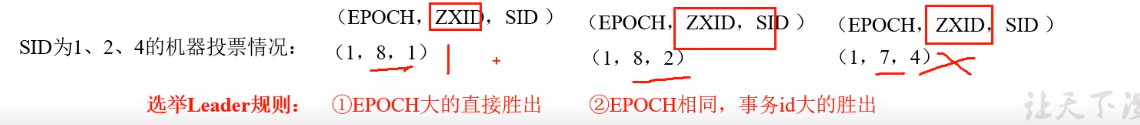 （EPOCH，ZXID，SID ） （EPOCH，ZXID，SID ） （EPOCH，ZXID，SID ）
SID为1、2、4的机器投票情况： （1，8，1） （1，8，2） （1，7，4）
选举Leader规则： ①EPOCH大的直接胜出 ②EPOCH相同，事务id大的胜出
让天下